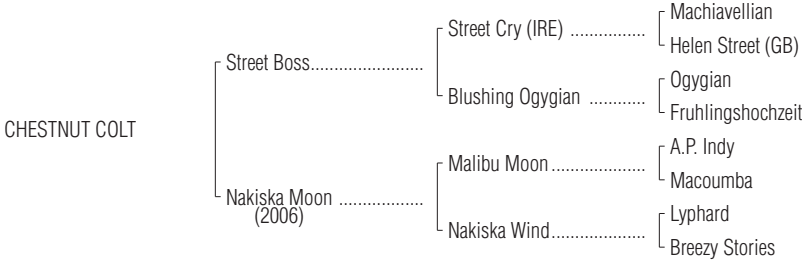 Machiavellian
Street Cry (IRE) ................
Helen Street (GB)
Street Boss........................
Ogygian
Blushing Ogygian ............
Fruhlingshochzeit
CHESTNUT COLT
A.P. Indy
Malibu Moon ....................
Macoumba
Nakiska Moon ..................
(2006)
Lyphard
Nakiska Wind....................
Breezy Stories